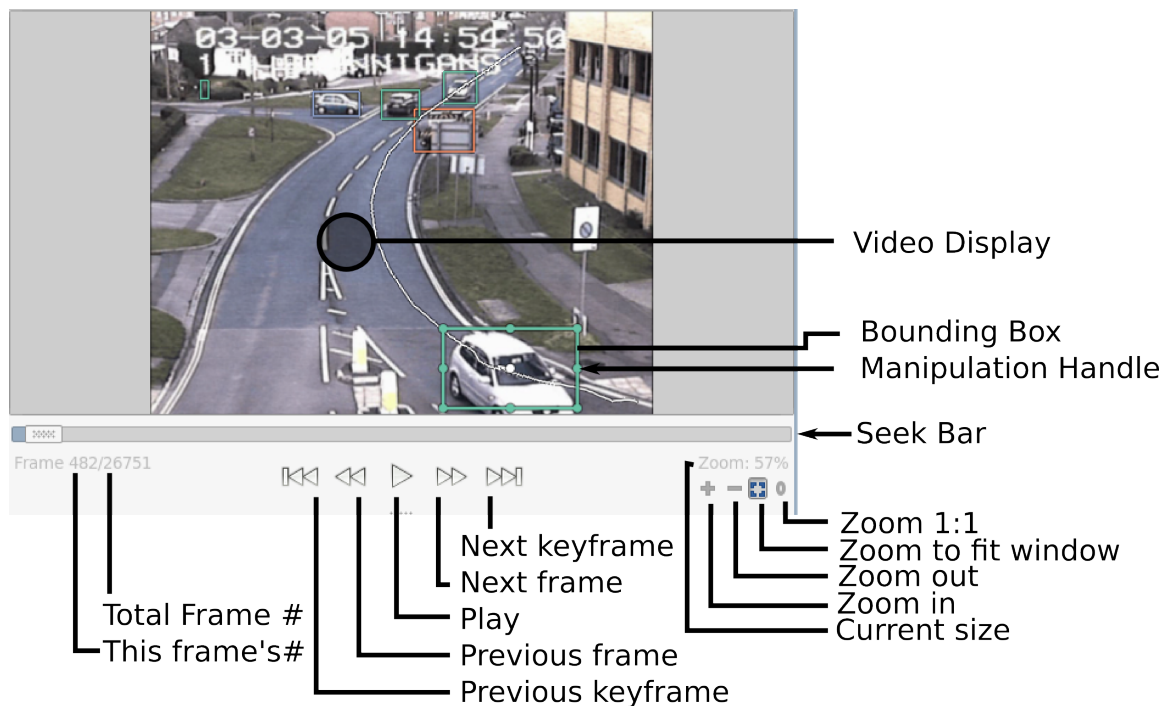 03-03-05 14:54:50
Video Display
Bounding Box
Manipulation Handle
Seek Bar
Frame 482/26751
Zoom: 57%
Zoom 1:1
Zoom to fit window
Zoom out
Zoom in
Current size
Next keyframe
Next frame
Play
Previous frame
Previous keyframe
Total Frame #
This frame's#